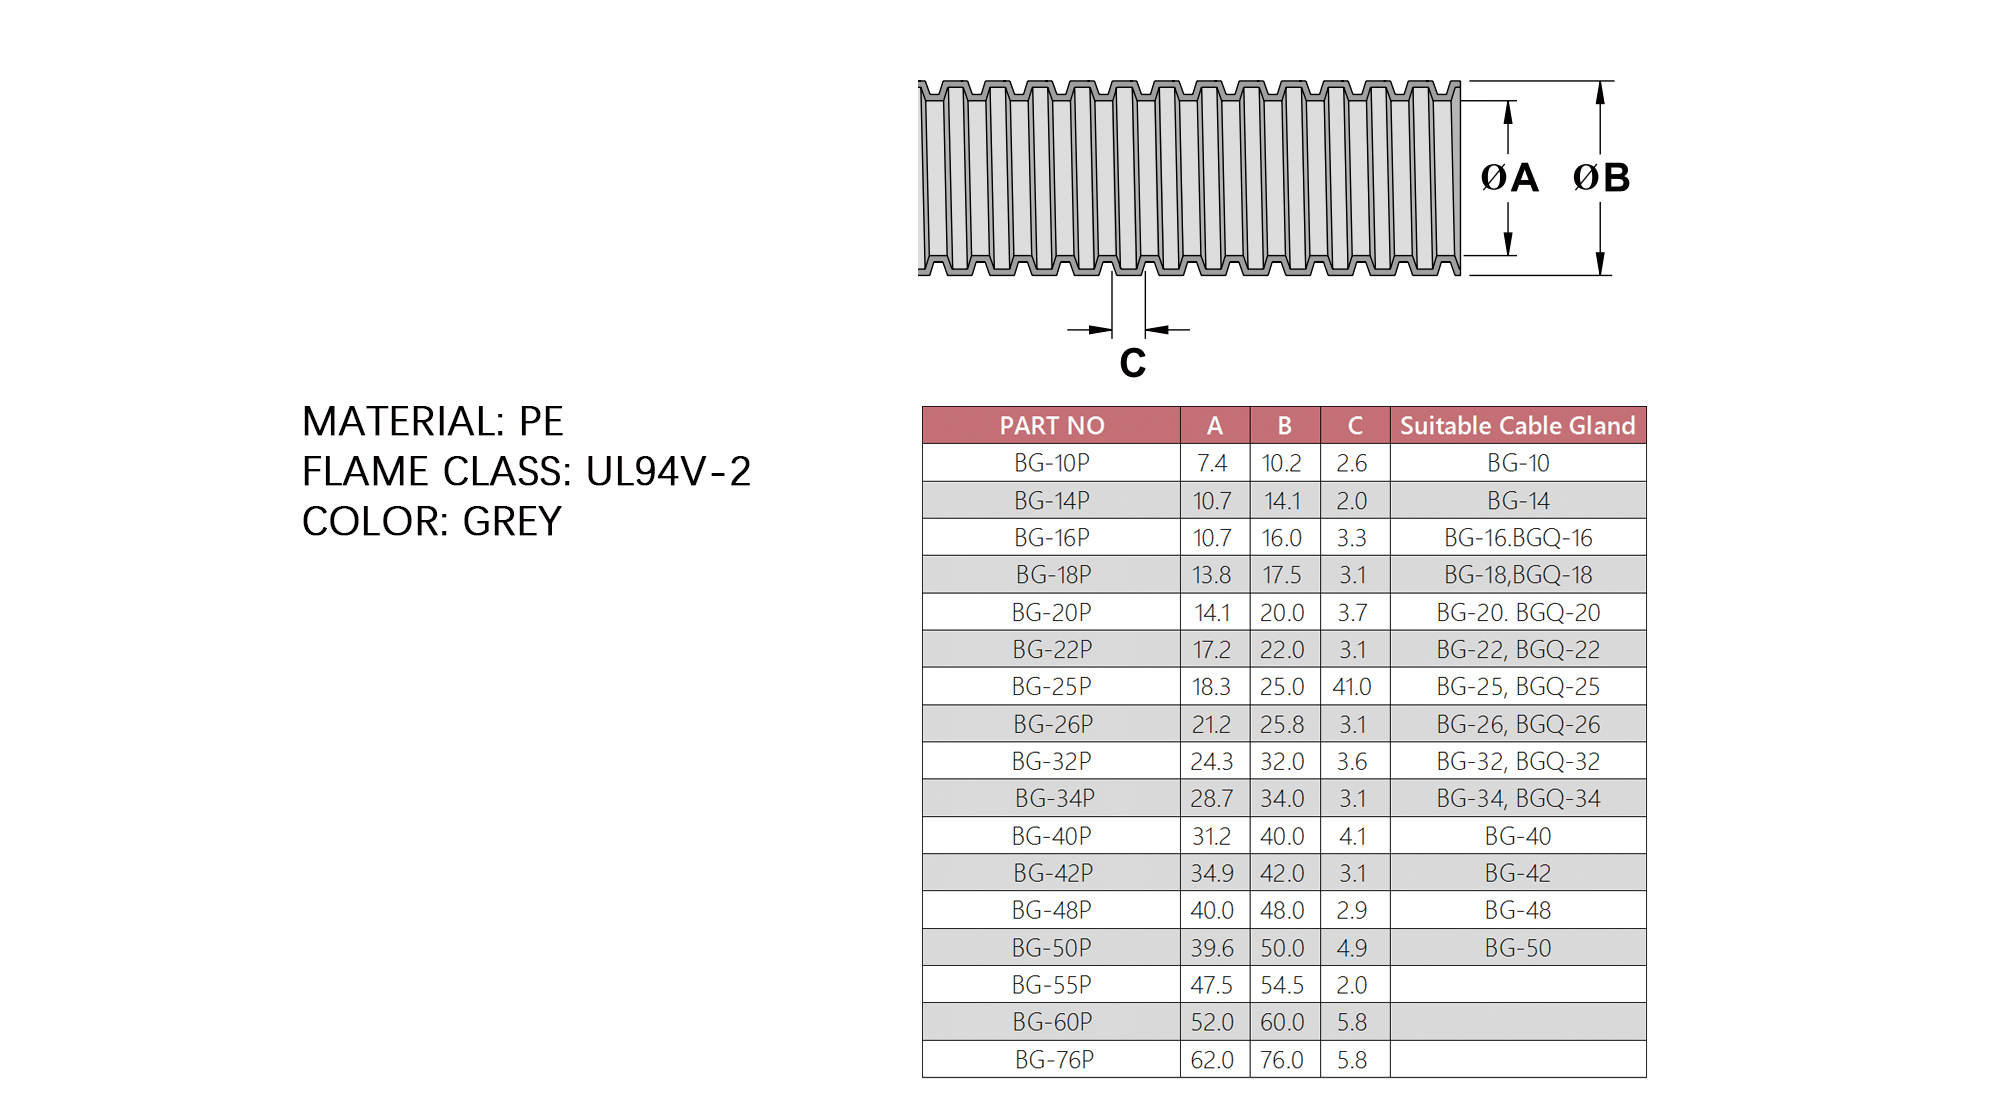 ØA ØB
C
MATERIAL: PE
FLAME CLASS: UL94V-2
COLOR: GREY
PART NO A B C Suitable Cable Gland
BG-10P 7.4 10.2 2.6 BG-10
BG-14P 10.7 14.1 2.0 BG-14
BG-16P 10.7 16.0 3.3 BG-16.BGQ-16
BG-18P 13.8 17.5 3.1 BG-18,BGQ-18
BG-20P 14.1 20.0 3.7 BG-20. BGQ-20
BG-22P 17.2 22.0 3.1 BG-22, BGQ-22
BG-25P 18.3 25.0 41.0 BG-25, BGQ-25
BG-26P 21.2 25.8 3.1 BG-26, BGQ-26
BG-32P 24.3 32.0 3.6 BG-32, BGQ-32
BG-34P 28.7 34.0 3.1 BG-34, BGQ-34
BG-40P 31.2 40.0 4.1 BG-40
BG-42P 34.9 42.0 3.1 BG-42
BG-48P 40.0 48.0 2.9 BG-48
BG-50P 39.6 50.0 4.9 BG-50
BG-55P 47.5 54.5 2.0
BG-60P 52.0 60.0 5.8
BG-76P 62.0 76.0 5.8